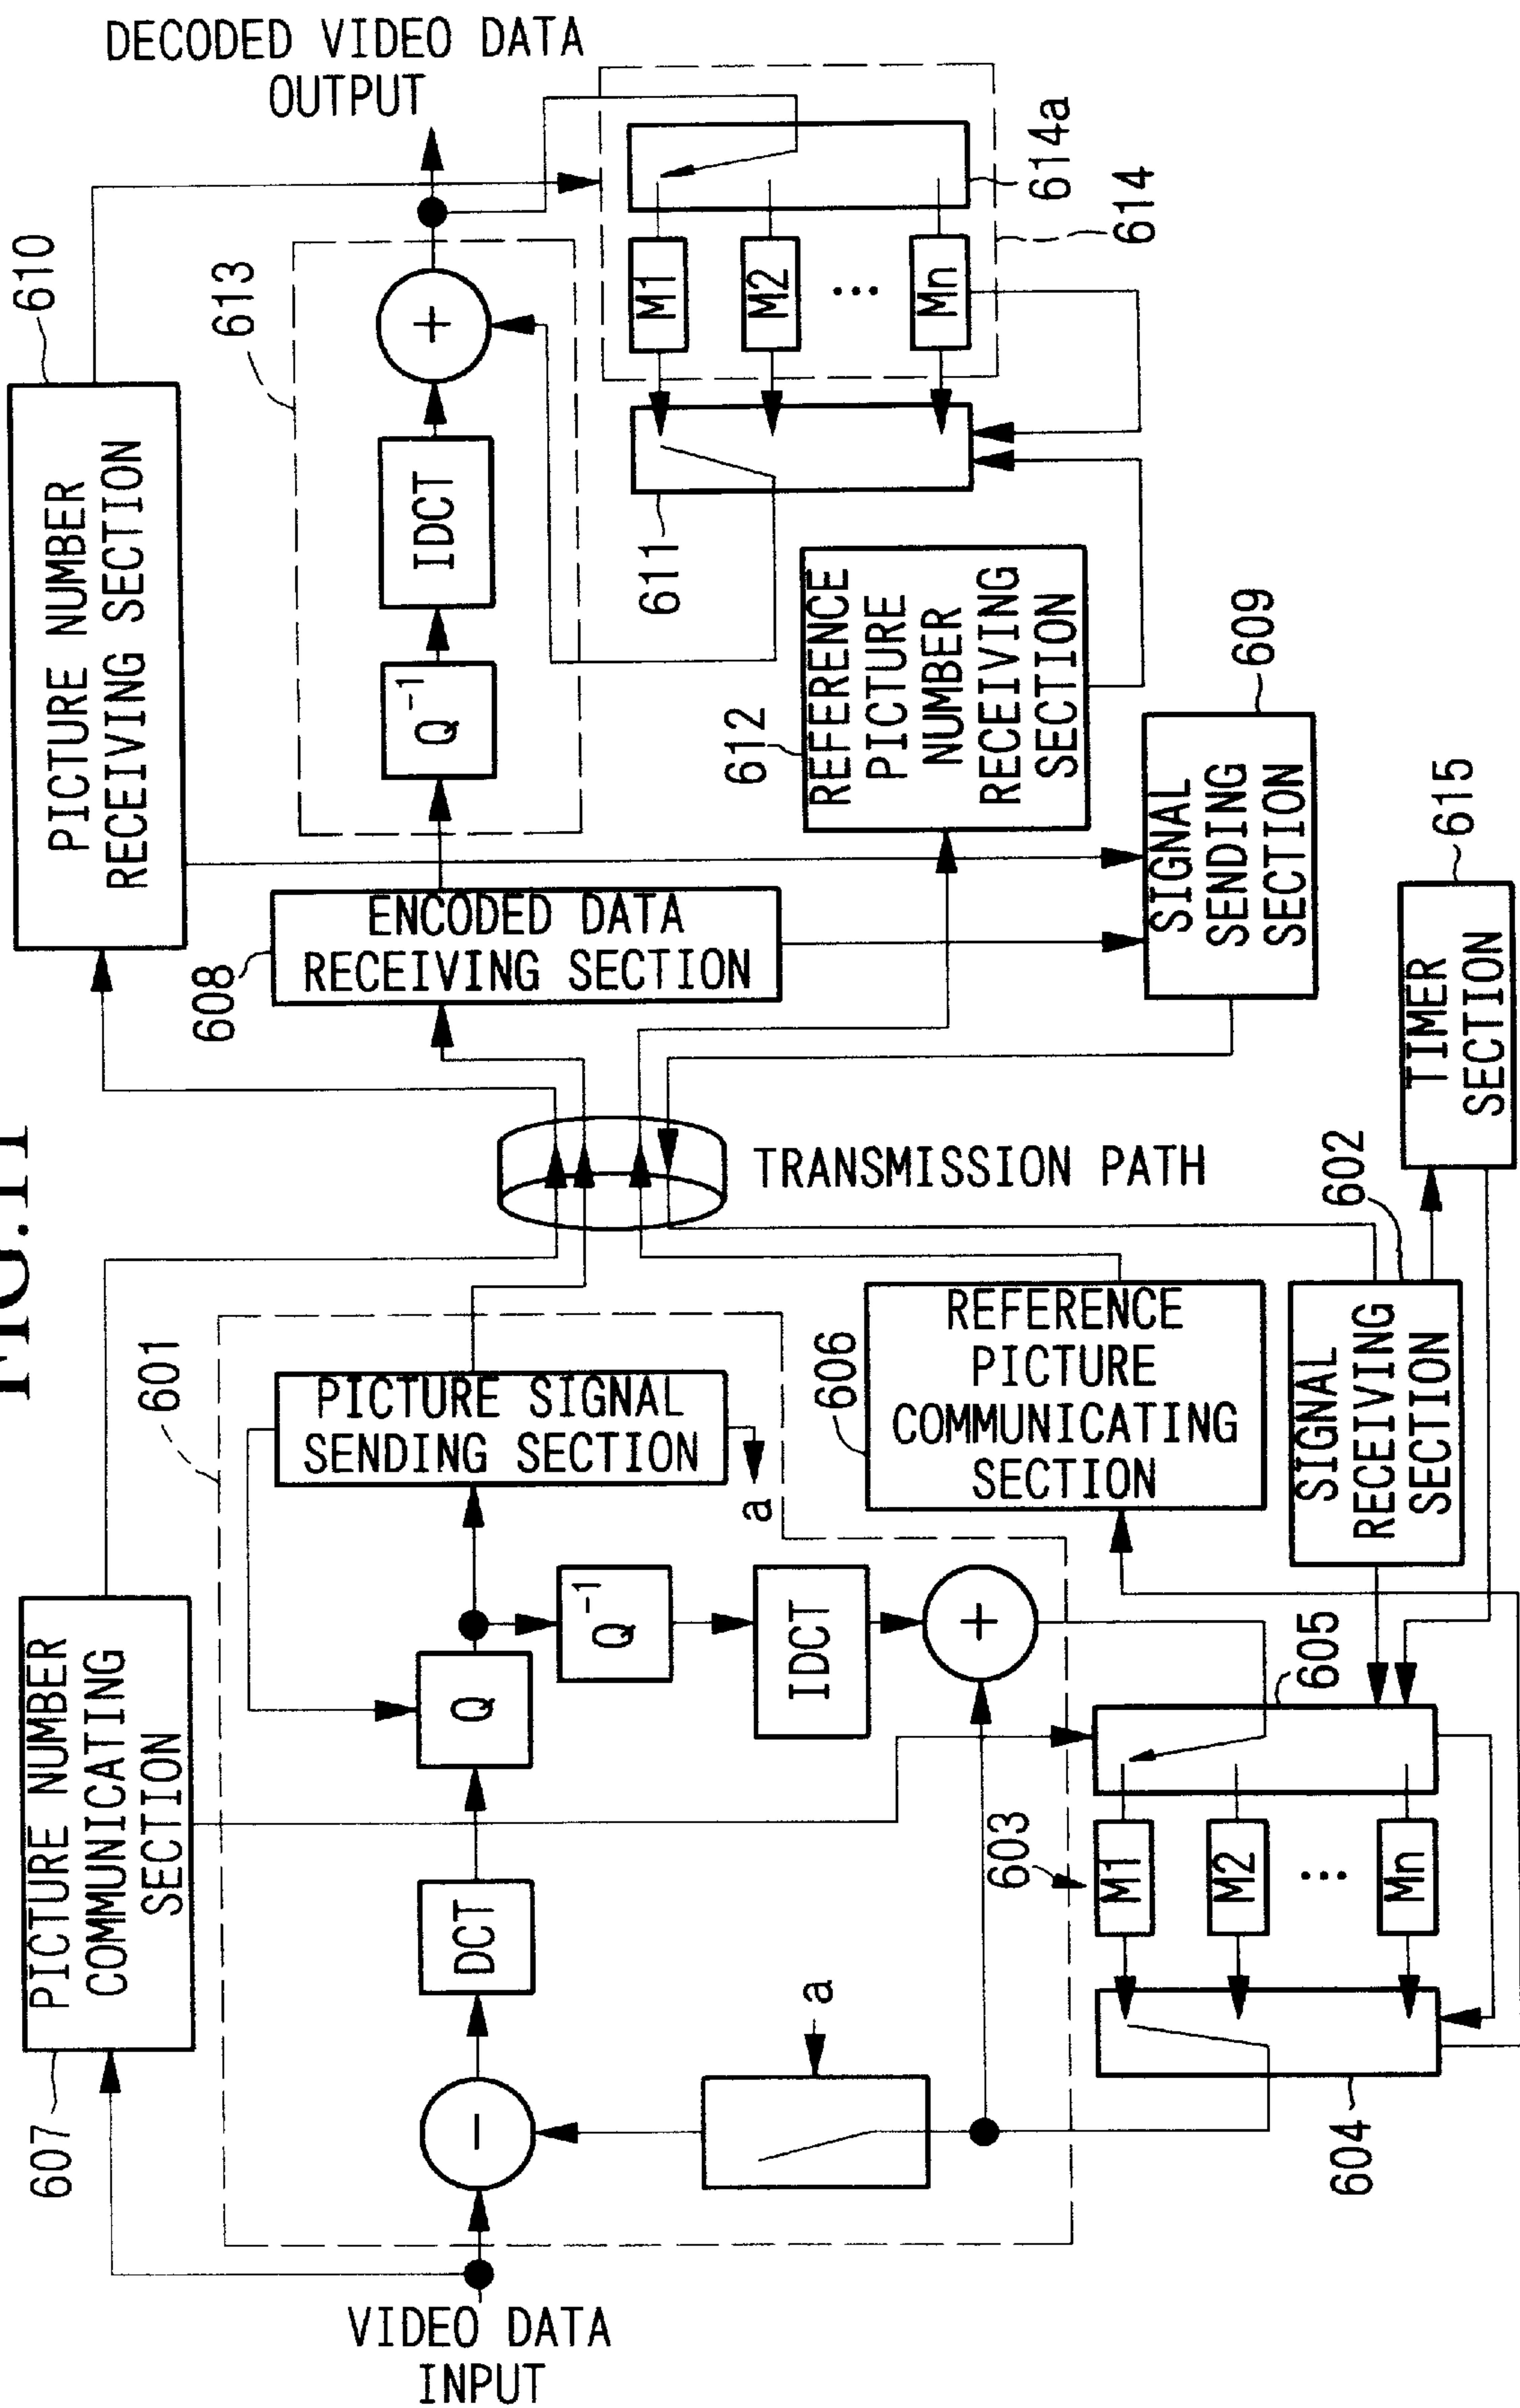 FIG.11
VIDEO DATA
INPUT
607
PICTURE NUMBER
COMMUNICATING
SECTION
601
DCT
Q
Q⁻¹
IDCT
+
−
a
PICTURE SIGNAL
SENDING SECTION
a
603
M1
M2
...
Mn
604
605
606
REFERENCE
PICTURE
COMMUNICATING
SECTION
602
SIGNAL
RECEIVING
SECTION
TIMER
SECTION
615
TRANSMISSION PATH
610
PICTURE NUMBER
RECEIVING SECTION
608
ENCODED DATA
RECEIVING SECTION
613
Q⁻¹
IDCT
+
DECODED VIDEO DATA
OUTPUT
611
M1
M2
...
Mn
614a
614
612
REFERENCE
PICTURE
NUMBER
RECEIVING
SECTION
609
SIGNAL
SENDING
SECTION